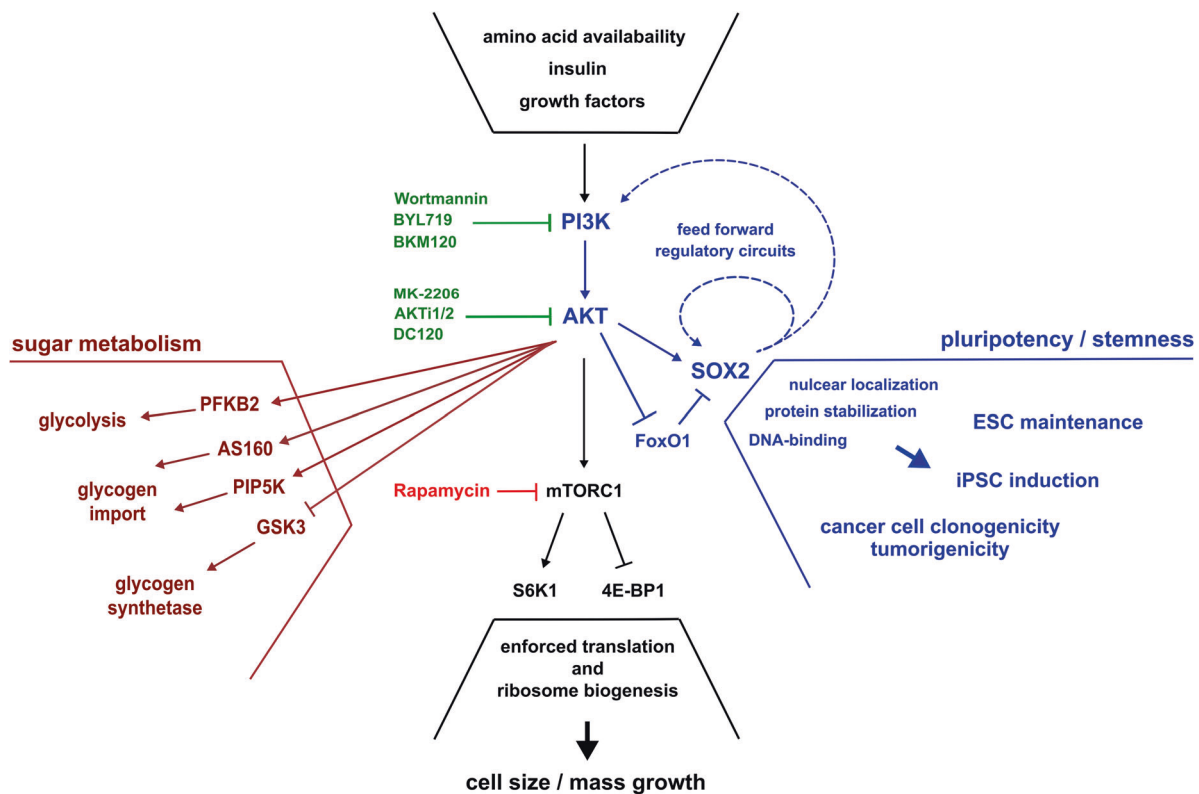 amino acid availabaility
insulin
growth factors
Wortmannin
BYL719
BKM120
PI3K
feed forward
regulatory circuits
MK-2206
AKTi1/2
DC120
AKT
sugar metabolism
pluripotency / stemness
SOX2
nulcear localization
protein stabilization
DNA-binding
ESC maintenance
iPSC induction
cancer cell clonogenicity
tumorigenicity
PFKB2
glycolysis
AS160
FoxO1
PIP5K
glycogen
import
GSK3
Rapamycin
mTORC1
glycogen
synthetase
S6K1
4E-BP1
enforced translation
and
ribosome biogenesis
cell size / mass growth